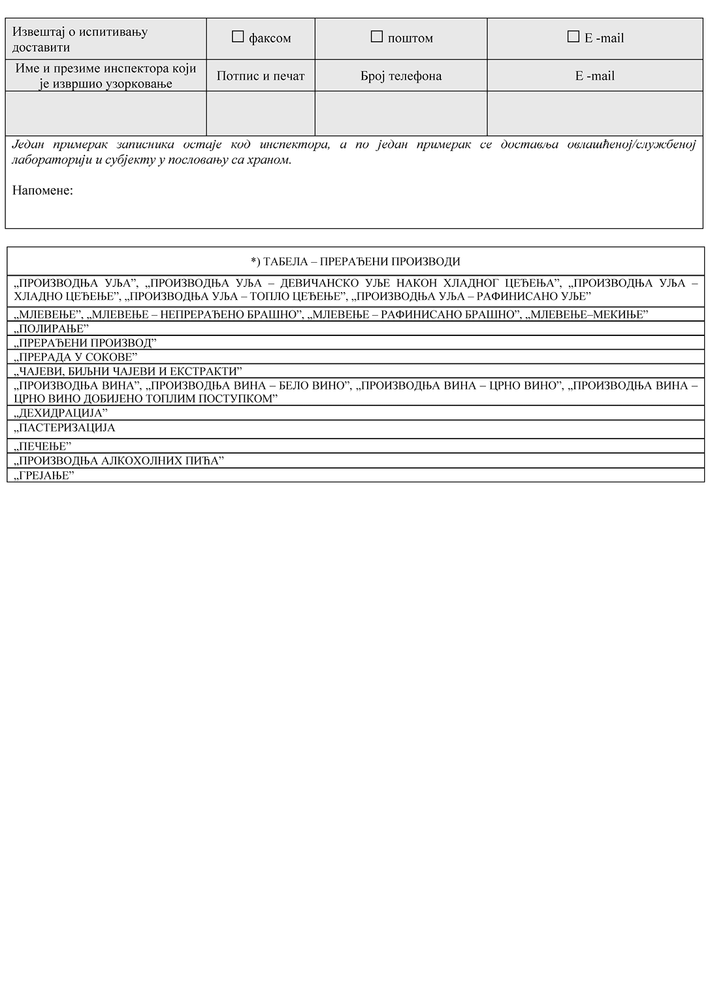 Извештај о испитивању
доставити
☐ факсом
☐ поштом
☐ E -mail
Име и презиме инспектора који
је извршио узорковање
Потпис и печат
Број телефона
E -mail
Један примерак записника остаје код инспектора, а по један примерак се доставља овлашћеној/службеној
лабораторији и субјекту у пословању са храном.
Напомене:
*) ТАБЕЛА – ПРЕРАЂЕНИ ПРОИЗВОДИ
„ПРОИЗВОДЊА УЉА”, „ПРОИЗВОДЊА УЉА – ДЕВИЧАНСКО УЉЕ НАКОН ХЛАДНОГ ЦЕЂЕЊА”, „ПРОИЗВОДЊА УЉА –
ХЛАДНО ЦЕЂЕЊЕ”, „ПРОИЗВОДЊА УЉА – ТОПЛО ЦЕЂЕЊЕ”, „ПРОИЗВОДЊА УЉА – РАФИНИСАНО УЉЕ”
„МЛЕВЕЊЕ”, „МЛЕВЕЊЕ – НЕПРЕРАЂЕНО БРАШНО”, „МЛЕВЕЊЕ – РАФИНИСАНО БРАШНО”, „МЛЕВЕЊЕ–МЕКИЊЕ”
„ПОЛИРАЊЕ”
„ПРЕРАЂЕНИ ПРОИЗВОД”
„ПРЕРАДА У СОКОВЕ”
„ЧАЈЕВИ, БИЉНИ ЧАЈЕВИ И ЕКСТРАКТИ”
„ПРОИЗВОДЊА ВИНА”, „ПРОИЗВОДЊА ВИНА – БЕЛО ВИНО”, „ПРОИЗВОДЊА ВИНА – ЦРНО ВИНО”, „ПРОИЗВОДЊА ВИНА –
ЦРНО ВИНО ДОБИЈЕНО ТОПЛИМ ПОСТУПКОМ”
„ДЕХИДРАЦИЈА”
„ПАСТЕРИЗАЦИЈА
„ПЕЧЕЊЕ”
„ПРОИЗВОДЊА АЛКОХОЛНИХ ПИЋА”
„ГРЕЈАЊЕ”